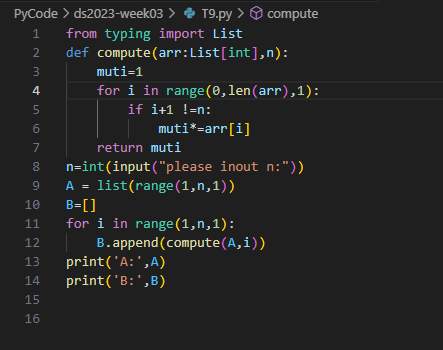 PyCode > ds2023-week03 > T9.py > compute
1 from typing import List
2 def compute(arr:List[int],n):
3     muti=1
4     for i in range(0,len(arr),1):
5         if i+1 !=n:
6             muti*=arr[i]
7     return muti
8 n=int(input("please inout n:"))
9 A = list(range(1,n,1))
10 B=[]
11 for i in range(1,n,1):
12     B.append(compute(A,i))
13 print('A:',A)
14 print('B:',B)
15
16